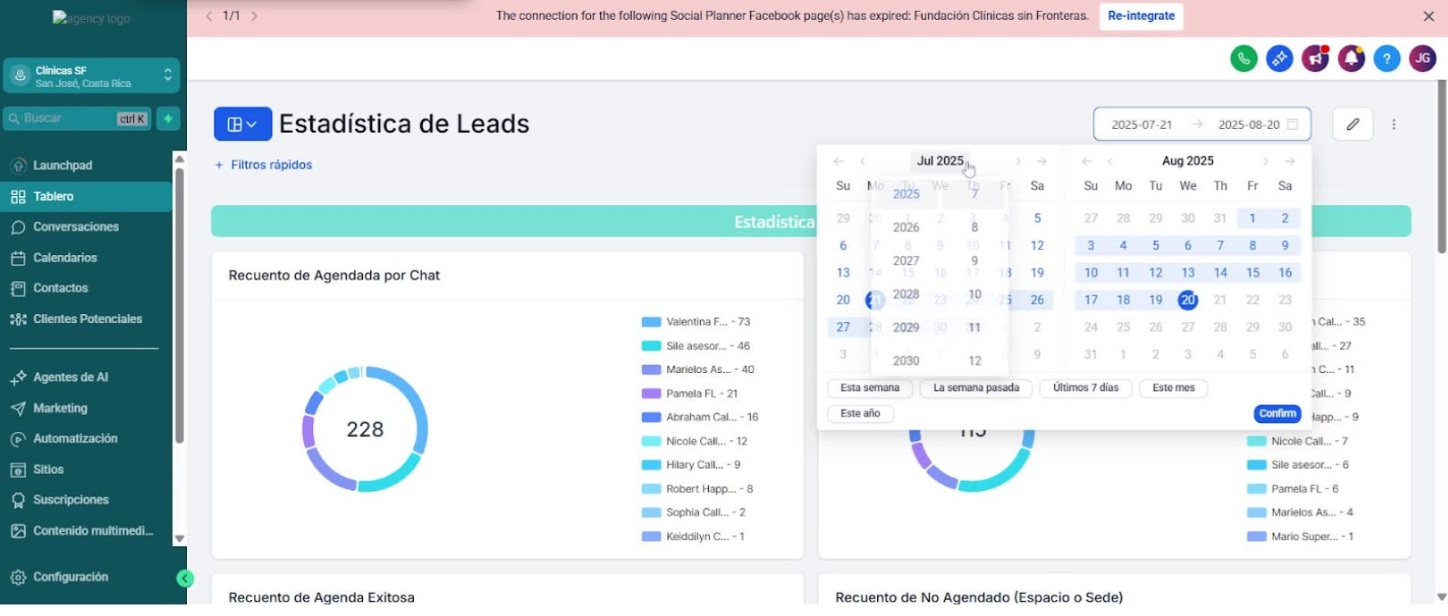 agency logo
1/1
The connection for the following Social Planner Facebook page(s) has expired: Fundación Clínicas sin Fronteras.
Re-integrate
JG
Clínicas SF
San José, Costa Rica
Buscar
ctrl K
Launchpad
Tablero
Conversaciones
Calendarios
Contactos
Clientes Potenciales
Agentes de AI
Marketing
Automatización
Sitios
Suscripciones
Contenido multimedi...
Configuración
Estadística de Leads
2025-07-21 → 2025-08-20
+ Filtros rápidos
Estadística
Jul 2025
Su Mo Tu We Th Fr Sa
29 5
6 12
13 19
20 21 26
27 2
3 9
2025 7
2026 8
2027 9
2028 10
2029 11
2030 12
Aug 2025
Su Mo Tu We Th Fr Sa
27 28 29 30 31 1 2
3 4 5 6 7 8 9
10 11 12 13 14 15 16
17 18 19 20 21 22 23
24 25 26 27 28 29 30
31 1 2 3 4 5 6
Esta semana
La semana pasada
Últimos 7 días
Este mes
Este año
Confirm
Recuento de Agendada por Chat
228
Valentina F... - 73
Sile asesor... - 46
Marielos As... - 40
Pamela FL - 21
Abraham Cal... - 16
Nicole Call... - 12
Hilary Call... - 9
Robert Happ... - 8
Sophia Call... - 2
Keiddilyn C... - 1
Cal... - 35
- 27
C... - 11
- 9
app... - 9
Nicole Call... - 7
Sile asesor... - 6
Pamela FL - 6
Marielos As... - 4
Mario Super... - 1
Recuento de Agenda Exitosa
Recuento de No Agendado (Espacio o Sede)